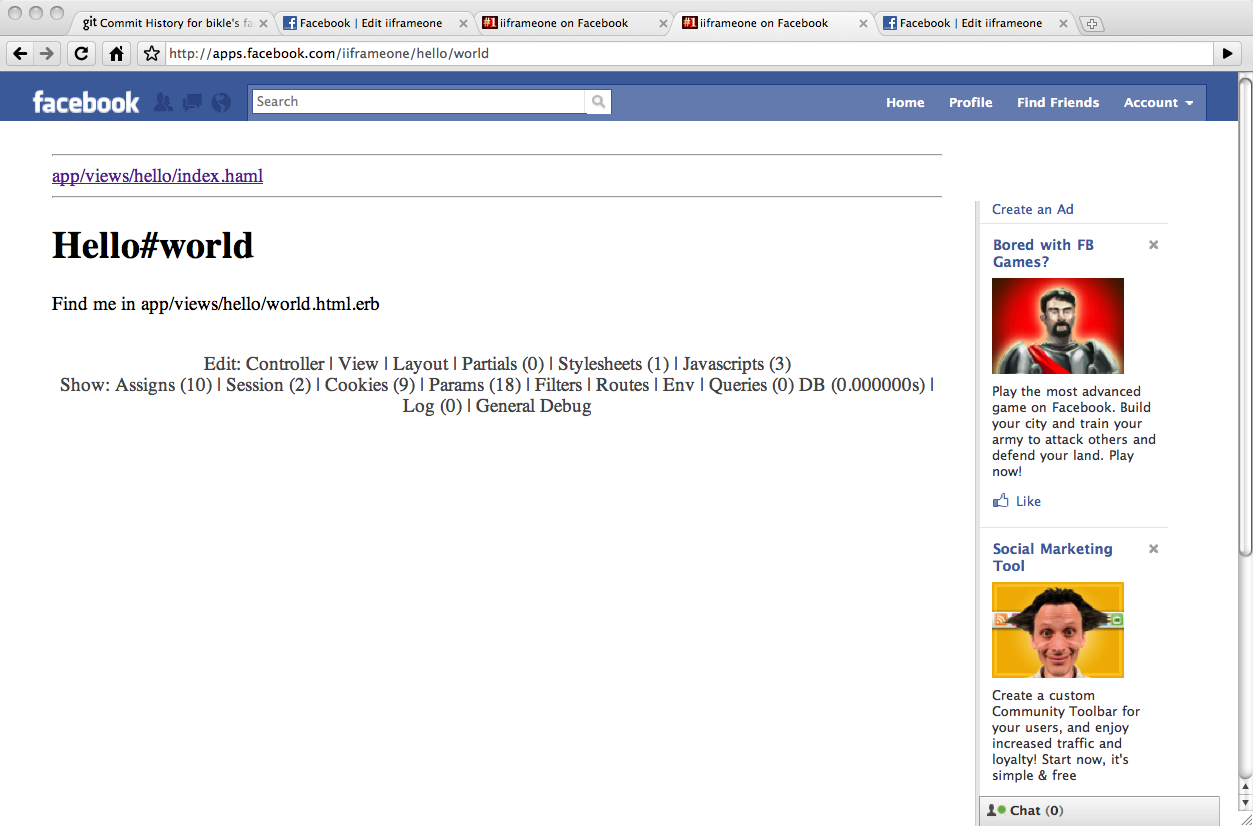 git Commit History for bikle's fa
Facebook | Edit iiframeone
#1 iiframeone on Facebook
#1 iiframeone on Facebook
Facebook | Edit iiframeone
http://apps.facebook.com/iiframeone/hello/world
facebook
Search
Home Profile Find Friends Account
app/views/hello/index.haml
Hello#world
Find me in app/views/hello/world.html.erb
Edit: Controller | View | Layout | Partials (0) | Stylesheets (1) | Javascripts (3)
Show: Assigns (10) | Session (2) | Cookies (9) | Params (18) | Filters | Routes | Env | Queries (0) DB (0.000000s) |
Log (0) | General Debug
Create an Ad
Bored with FB
Games?
Play the most advanced
game on Facebook. Build
your city and train your
army to attack others and
defend your land. Play
now!
Like
Social Marketing
Tool
Create a custom
Community Toolbar for
your users, and enjoy
increased traffic and
loyalty! Start now, it's
simple & free
Chat (0)